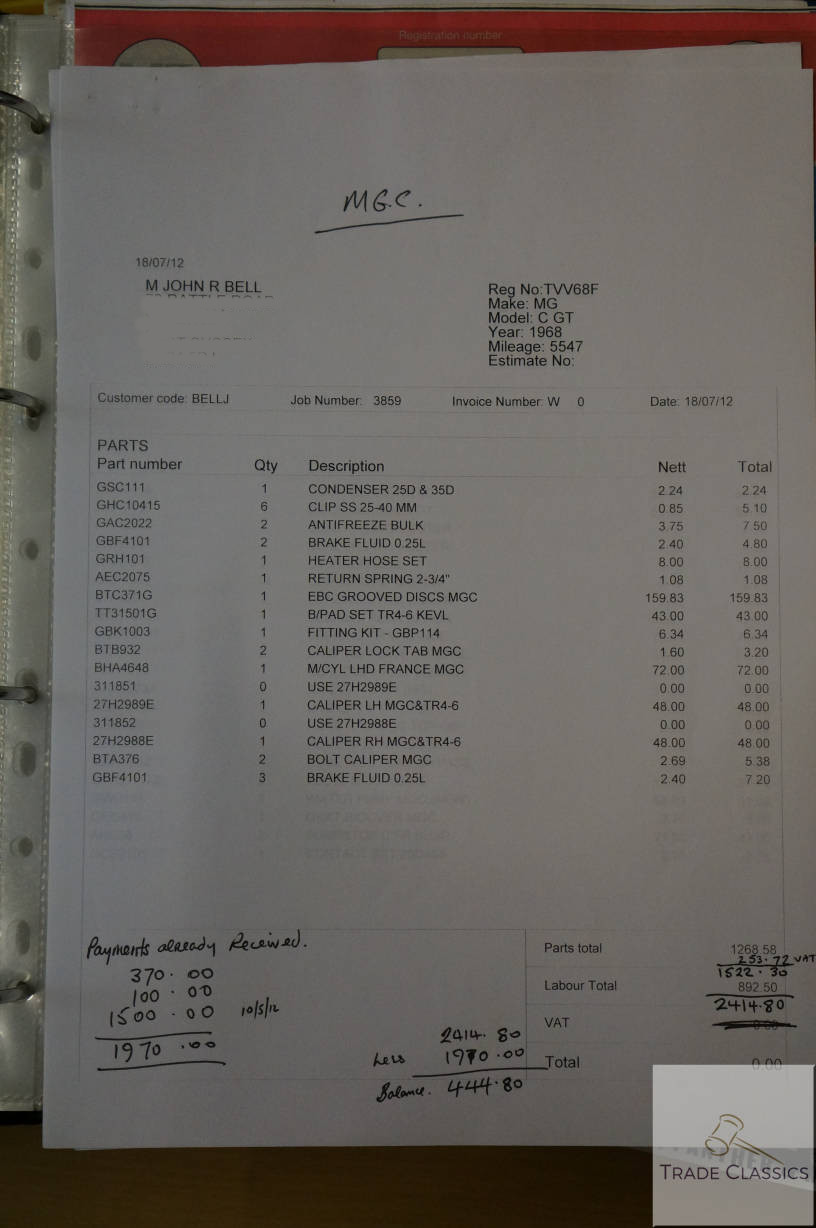 Registration number
MGC.
18/07/12
M JOHN R BELL
Reg No:TVV68F
Make: MG
Model: C GT
Year: 1968
Mileage: 5547
Estimate No:
Customer code: BELLJ Job Number: 3859 Invoice Number: W 0 Date: 18/07/12
PARTS
Part number Qty Description Nett Total
GSC111 1 CONDENSER 25D & 35D 2.24 2.24
GHC10415 6 CLIP SS 25-40 MM 0.85 5.10
GAC2022 2 ANTIFREEZE BULK 3.75 7.50
GBF4101 2 BRAKE FLUID 0.25L 2.40 4.80
GRH101 1 HEATER HOSE SET 8.00 8.00
AEC2075 1 RETURN SPRING 2-3/4" 1.08 1.08
BTC371G 1 EBC GROOVED DISCS MGC 159.83 159.83
TT31501G 1 B/PAD SET TR4-6 KEVL 43.00 43.00
GBK1003 1 FITTING KIT - GBP114 6.34 6.34
BTB932 2 CALIPER LOCK TAB MGC 1.60 3.20
BHA4648 1 M/CYL LHD FRANCE MGC 72.00 72.00
311851 0 USE 27H2989E 0.00 0.00
27H2989E 1 CALIPER LH MGC&TR4-6 48.00 48.00
311852 0 USE 27H2988E 0.00 0.00
27H2988E 1 CALIPER RH MGC&TR4-6 48.00 48.00
BTA376 2 BOLT CALIPER MGC 2.69 5.38
GBF4101 3 BRAKE FLUID 0.25L 2.40 7.20
Payments already Received.
370.00
100.00
1500.00 10/5/12
1970.00
2414.80
Less 1970.00
Balance. 444.80
Parts total 1268.58
253.72 VAT
1522.30
Labour Total 892.50
2414.80
VAT 0.00
Total 0.00
TRADE CLASSICS